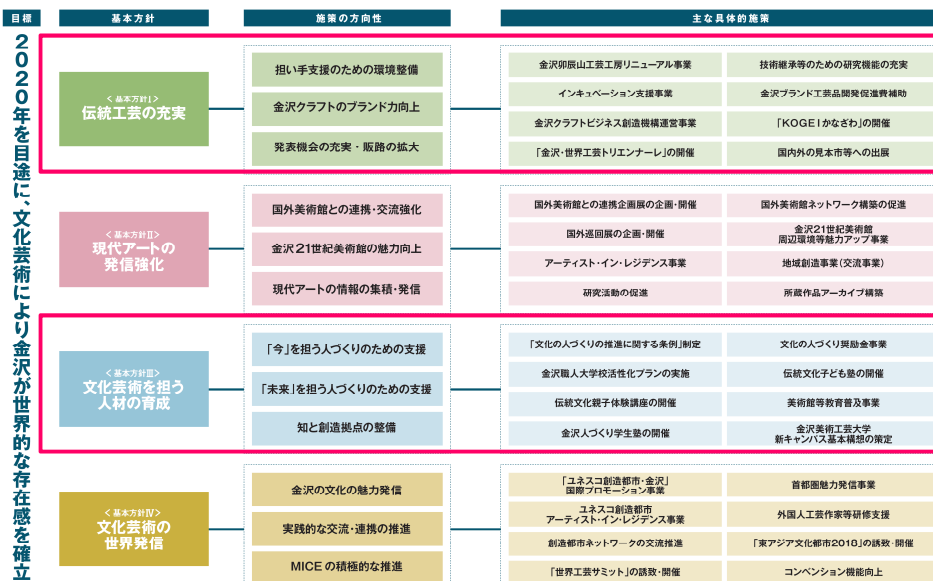 目標
基本方針
施策の方向性
主な具体的施策
2020年を目途に、文化芸術により金沢が世界的な存在感を確立
＜基本方針Ⅰ＞
伝統工芸の充実
担い手支援のための環境整備
金沢クラフトのブランド力向上
発表機会の充実・販路の拡大
金沢卯辰山工芸工房リニューアル事業
技術継承等のための研究機能の充実
インキュベーション支援事業
金沢ブランド工芸品開発促進費補助
金沢クラフトビジネス創造機構運営事業
「KOGEIかなざわ」の開催
「金沢・世界工芸トリエンナーレ」の開催
国内外の見本市等への出展
＜基本方針Ⅱ＞
現代アートの
発信強化
国外美術館との連携・交流強化
金沢21世紀美術館の魅力向上
現代アートの情報の集積・発信
国外美術館との連携企画展の企画・開催
国外美術館ネットワーク構築の促進
国外巡回展の企画・開催
金沢21世紀美術館
周辺環境等魅力アップ事業
アーティスト・イン・レジデンス事業
地域創造事業（交流事業）
研究活動の促進
所蔵作品アーカイブ構築
＜基本方針Ⅲ＞
文化芸術を担う
人材の育成
「今」を担う人づくりのための支援
「未来」を担う人づくりのための支援
知と創造拠点の整備
「文化の人づくりの推進に関する条例」制定
文化の人づくり奨励金事業
金沢職人大学校活性化プランの実施
伝統文化子ども塾の開催
伝統文化親子体験講座の開催
美術館等教育普及事業
金沢人づくり学生塾の開催
金沢美術工芸大学
新キャンパス基本構想の策定
＜基本方針Ⅳ＞
文化芸術の
世界発信
金沢の文化の魅力発信
実践的な交流・連携の推進
MICEの積極的な推進
「ユネスコ創造都市・金沢」
国際プロモーション事業
首都圏魅力発信事業
ユネスコ創造都市
アーティスト・イン・レジデンス事業
外国人工芸作家等研修支援
創造都市ネットワークの交流推進
「東アジア文化都市2018」の誘致・開催
「世界工芸サミット」の誘致・開催
コンベンション機能向上